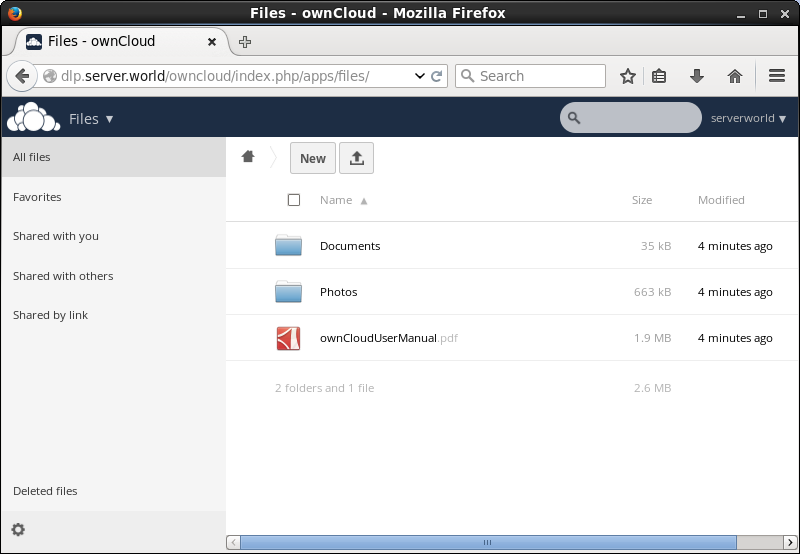 Files - ownCloud - Mozilla Firefox
Files - ownCloud
dlp.server.world/owncloud/index.php/apps/files/
Search
Files
serverworld
All files
New
Favorites
Name
Size
Modified
Shared with you
Documents
35 kB
4 minutes ago
Shared with others
Photos
663 kB
4 minutes ago
Shared by link
ownCloudUserManual.pdf
1.9 MB
4 minutes ago
2 folders and 1 file
2.6 MB
Deleted files